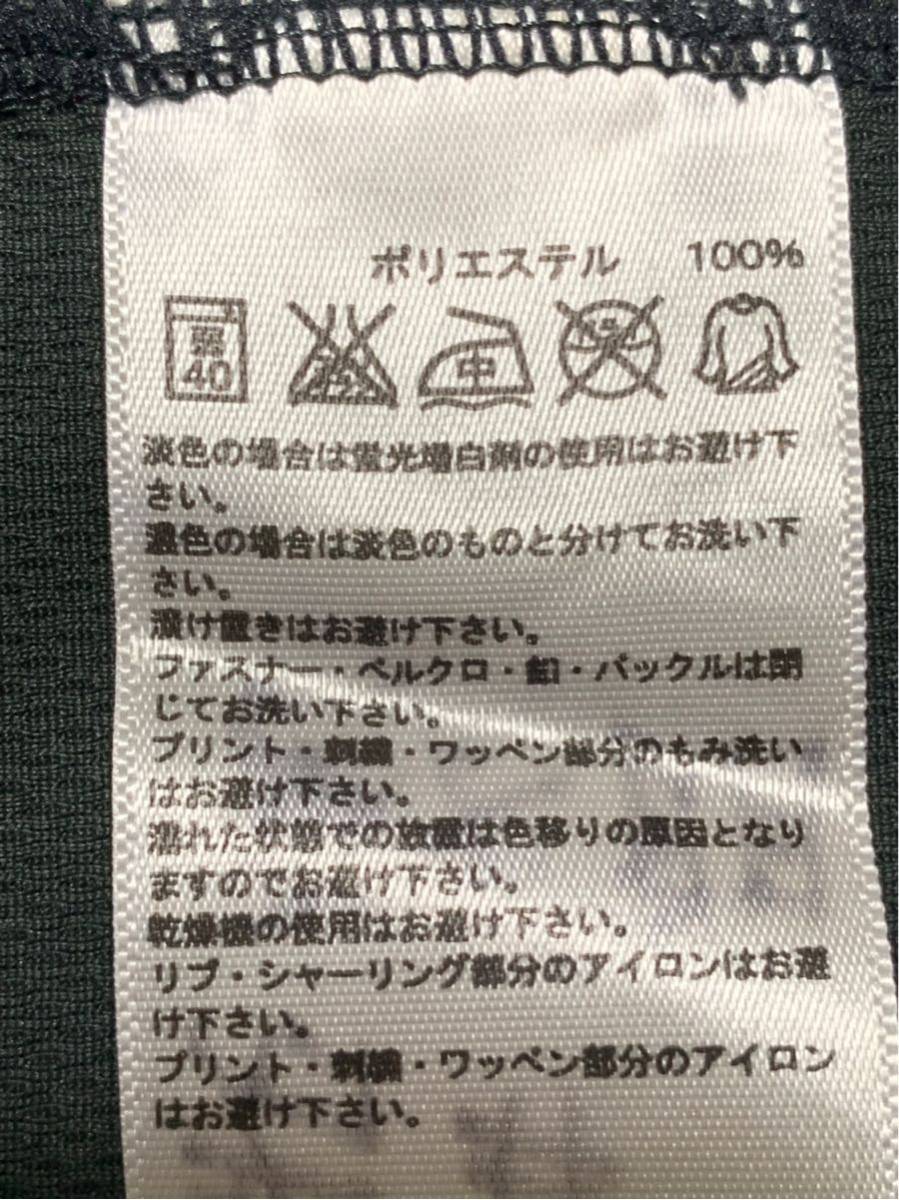 ポリエステル 100%
40
中
淡色の場合は蛍光増白剤の使用はお避け下
さい。
濃色の場合は淡色のものと分けてお洗い下
さい。
漬け置きはお避け下さい。
ファスナー・ベルクロ・釦・バックルは閉
じてお洗い下さい。
プリント・刺繍・ワッペン部分のもみ洗い
はお避け下さい。
濡れた状態での放置は色移りの原因となり
ますのでお避け下さい。
乾燥機の使用はお避け下さい。
リブ・シャーリング部分のアイロンはお避
け下さい。
プリント・刺繍・ワッペン部分のアイロン
はお避け下さい。